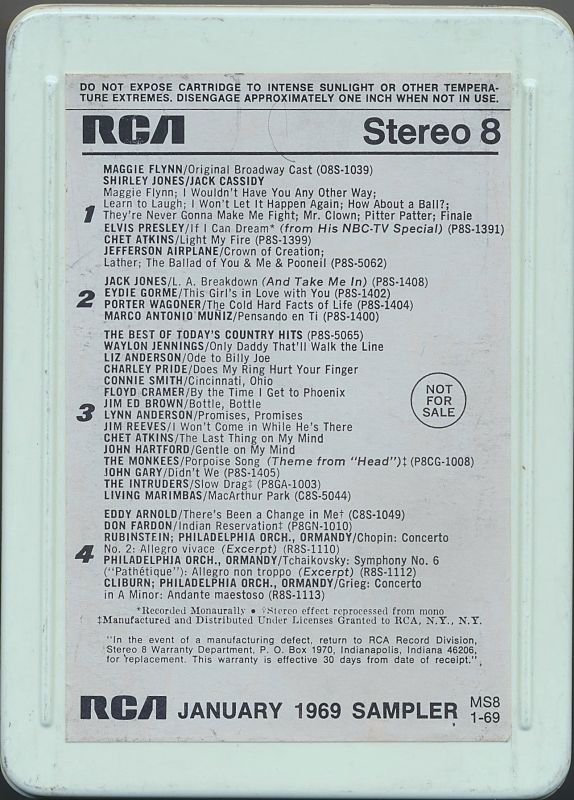 DO NOT EXPOSE CARTRIDGE TO INTENSE SUNLIGHT OR OTHER TEMPERA-
TURE EXTREMES. DISENGAGE APPROXIMATELY ONE INCH WHEN NOT IN USE.
RCA Stereo 8
MAGGIE FLYNN/Original Broadway Cast (O8S-1039)
SHIRLEY JONES/JACK CASSIDY
Maggie Flynn; I Wouldn't Have You Any Other Way;
Learn to Laugh; I Won't Let It Happen Again; How About a Ball?;
1 They're Never Gonna Make Me Fight; Mr. Clown; Pitter Patter; Finale
ELVIS PRESLEY/If I Can Dream* (from His NBC-TV Special) (P8S-1391)
CHET ATKINS/Light My Fire (P8S-1399)
JEFFERSON AIRPLANE/Crown of Creation;
Lather; The Ballad of You & Me & Pooneil (P8S-5062)
JACK JONES/L. A. Breakdown (And Take Me In) (P8S-1408)
2 EYDIE GORME/This Girl's in Love with You (P8S-1402)
PORTER WAGONER/The Cold Hard Facts of Life (P8S-1404)
MARCO ANTONIO MUÑIZ/Pensando en Ti (P8S-1400)
THE BEST OF TODAY'S COUNTRY HITS (P8S-5065)
WAYLON JENNINGS/Only Daddy That'll Walk the Line
LIZ ANDERSON/Ode to Billy Joe
CHARLEY PRIDE/Does My Ring Hurt Your Finger
CONNIE SMITH/Cincinnati, Ohio
FLOYD CRAMER/By the Time I Get to Phoenix
JIM ED BROWN/Bottle, Bottle
3 LYNN ANDERSON/Promises, Promises
JIM REEVES/I Won't Come in While He's There
CHET ATKINS/The Last Thing on My Mind
JOHN HARTFORD/Gentle on My Mind
THE MONKEES/Porpoise Song (Theme from "Head")‡ (P8CG-1008)
JOHN GARY/Didn't We (P8S-1405)
THE INTRUDERS/Slow Drag‡ (P8GA-1003)
LIVING MARIMBAS/MacArthur Park (C8S-5044)
NOT
FOR
SALE
EDDY ARNOLD/There's Been a Change in Me† (C8S-1049)
DON FARDON/Indian Reservation‡ (P8GN-1010)
RUBINSTEIN; PHILADELPHIA ORCH., ORMANDY/Chopin: Concerto
No. 2: Allegro vivace (Excerpt) (R8S-1110)
4 PHILADELPHIA ORCH., ORMANDY/Tchaikovsky: Symphony No. 6
("Pathétique"): Allegro non troppo (Excerpt) (R8S-1112)
CLIBURN; PHILADELPHIA ORCH., ORMANDY/Grieg: Concerto
in A Minor: Andante maestoso (R8S-1113)
*Recorded Monaurally • †Stereo effect reprocessed from mono
‡Manufactured and Distributed Under Licenses Granted to RCA, N.Y., N.Y.
"In the event of a manufacturing defect, return to RCA Record Division,
Stereo 8 Warranty Department, P. O. Box 1970, Indianapolis, Indiana 46206,
for replacement. This warranty is effective 30 days from date of receipt."
RCA JANUARY 1969 SAMPLER MS8
1-69